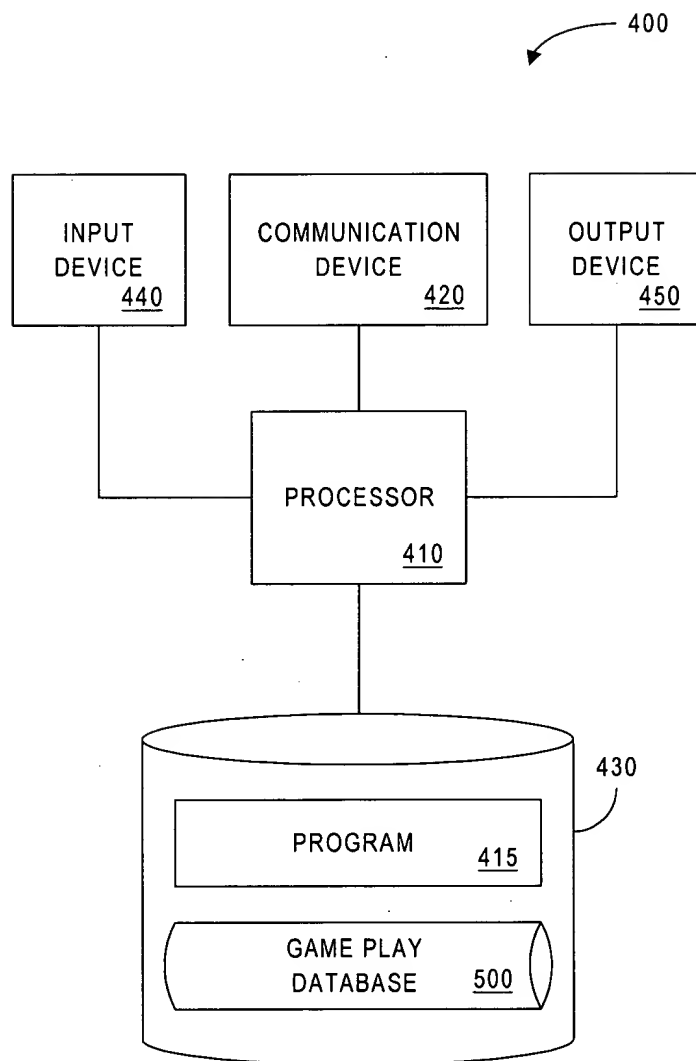 400
INPUT
DEVICE
440
COMMUNICATION
DEVICE
420
OUTPUT
DEVICE
450
PROCESSOR
410
430
PROGRAM
415
GAME PLAY
DATABASE
500